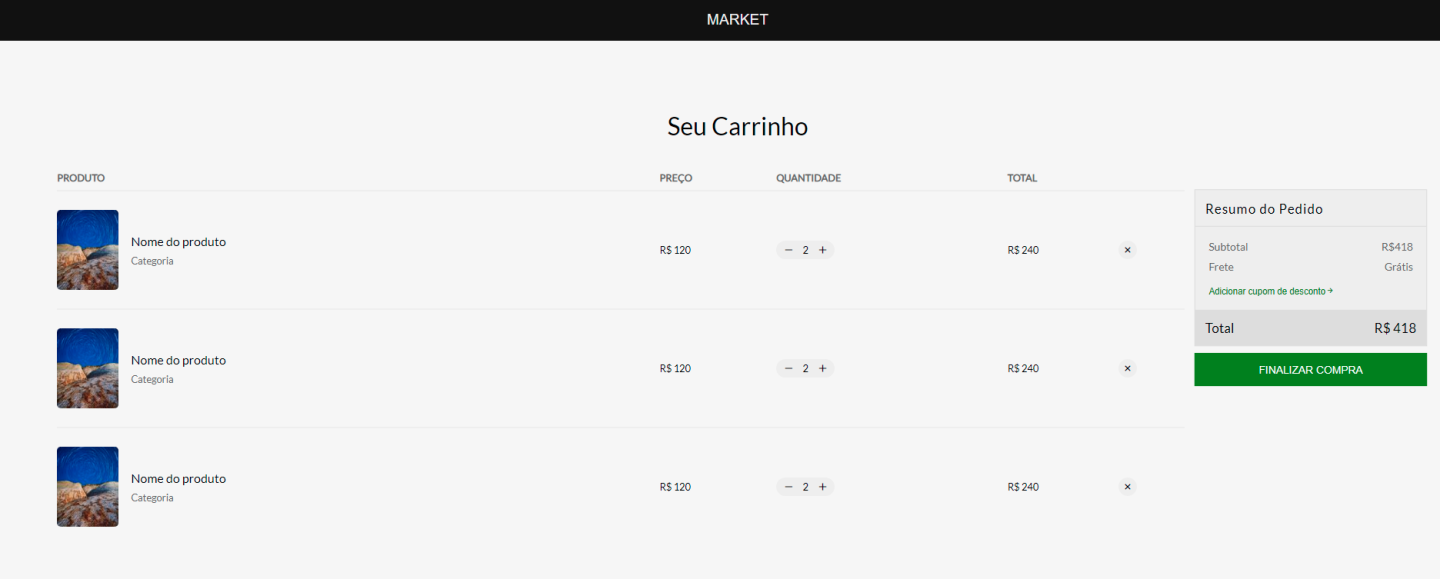 MARKET
Seu Carrinho
PRODUTO PREÇO QUANTIDADE TOTAL
Nome do produto
Categoria
R$ 120 − 2 + R$ 240 ×
Nome do produto
Categoria
R$ 120 − 2 + R$ 240 ×
Nome do produto
Categoria
R$ 120 − 2 + R$ 240 ×
Resumo do Pedido
Subtotal R$418
Frete Grátis
Adicionar cupom de desconto →
Total R$ 418
FINALIZAR COMPRA